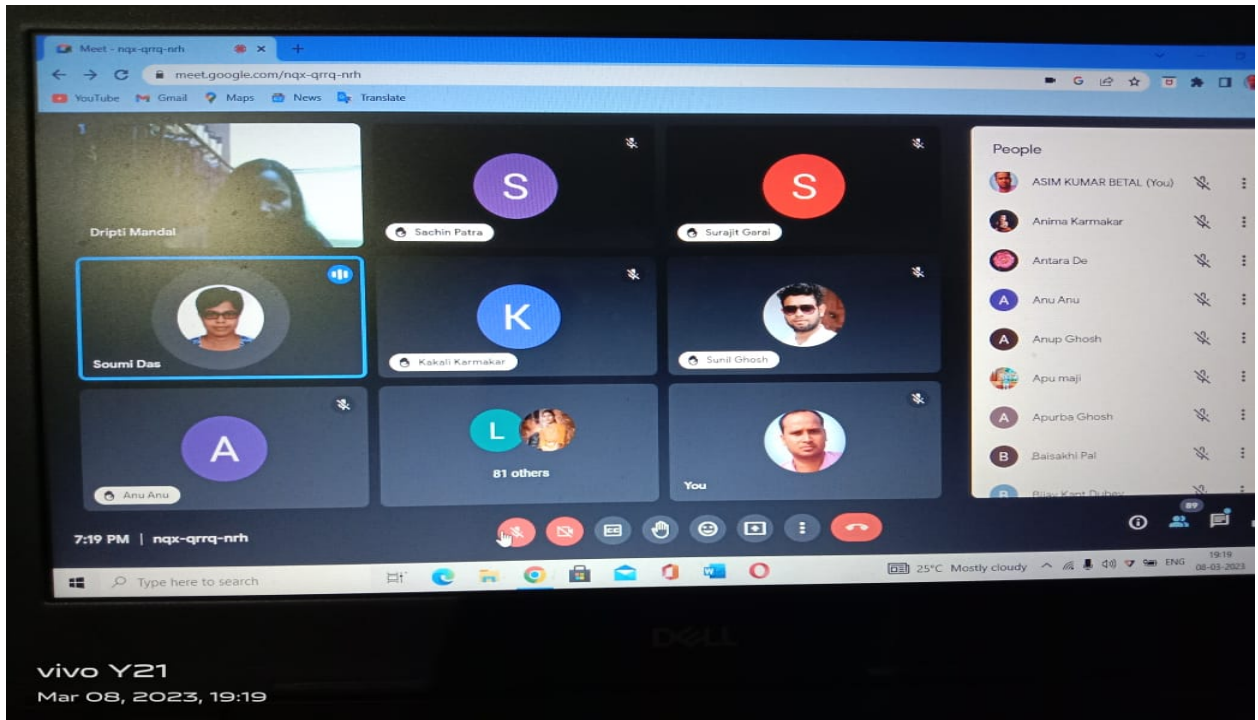 Meet - nqx-qrrq-nrh
meet.google.com/nqx-qrrq-nrh
YouTube Gmail Maps News Translate
Dripti Mandal
S
Sachin Patra
S
Surajit Garai
Soumi Das
K
Kakali Karmakar
Sunil Ghosh
A
Anu Anu
L
81 others
You
People
ASIM KUMAR BETAL (You)
Anima Karmakar
Antara De
A Anu Anu
A Anup Ghosh
Apu maji
A Apurba Ghosh
B Baisakhi Pal
B Bijay Kant Dubey
89
7:19 PM | nqx-qrrq-nrh
CC
Type here to search
25°C Mostly cloudy ENG 19:19
08-03-2023
DELL
vivo Y21
Mar 08, 2023, 19:19